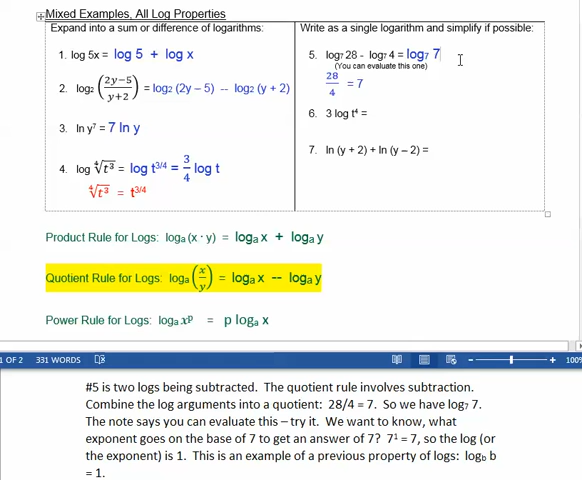 Mixed Examples, All Log Properties
Expand into a sum or difference of logarithms:
1. log 5x = log 5 + log x
2. log₂ ((2y−5)/(y+2)) = log₂ (2y – 5) -- log₂ (y + 2)
3. ln y⁷ = 7 ln y
4. log ∜t³ = log t³ᐟ⁴ = 3/4 log t
∜t³ = t³ᐟ⁴
Write as a single logarithm and simplify if possible:
5. log₇ 28 - log₇ 4 = log₇ 7
(You can evaluate this one)
28/4 = 7
6. 3 log t⁴ =
7. ln (y + 2) + ln (y – 2) =
Product Rule for Logs: logₐ (x · y) = logₐ x + logₐ y
Quotient Rule for Logs: logₐ (x/y) = logₐ x -- logₐ y
Power Rule for Logs: logₐ xᵖ = p logₐ x
1 OF 2 331 WORDS 100%
#5 is two logs being subtracted. The quotient rule involves subtraction.
Combine the log arguments into a quotient: 28/4 = 7. So we have log₇ 7.
The note says you can evaluate this – try it. We want to know, what
exponent goes on the base of 7 to get an answer of 7? 7¹ = 7, so the log (or
the exponent) is 1. This is an example of a previous property of logs: log_b b
= 1.